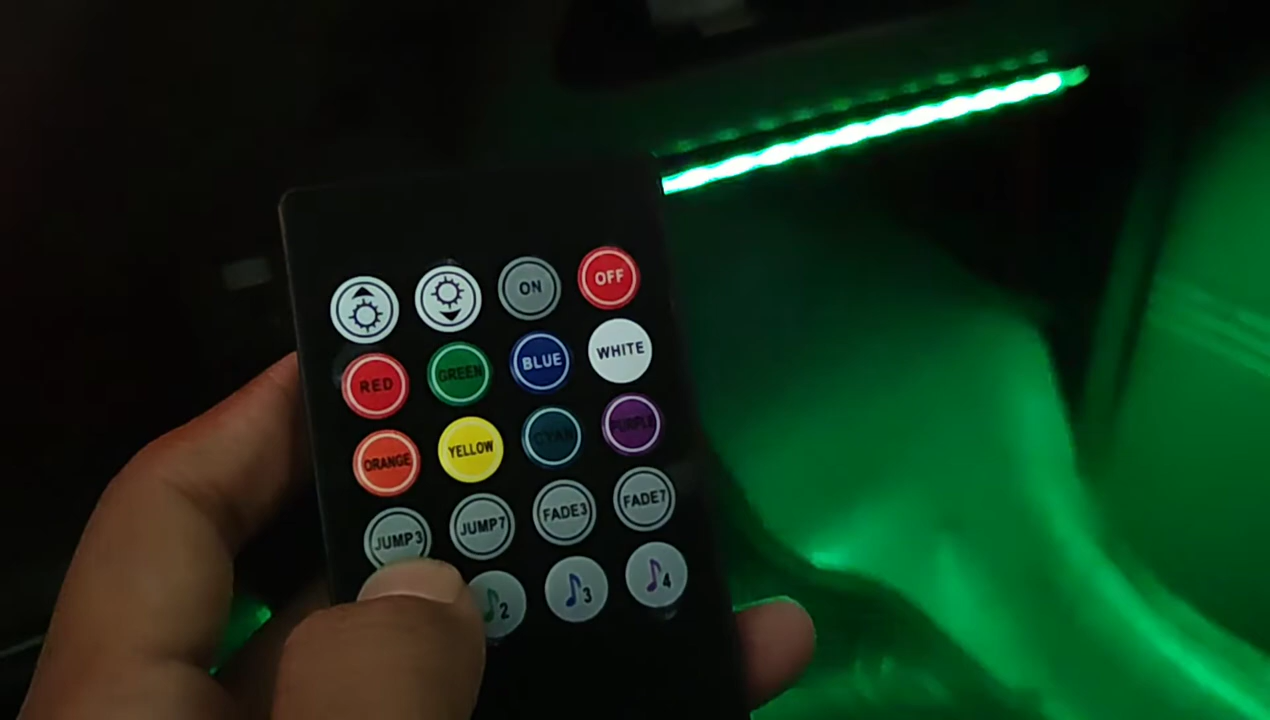 ON OFF
RED GREEN BLUE WHITE
ORANGE YELLOW CYAN PURPLE
JUMP3 JUMP7 FADE3 FADE7
2 3 4